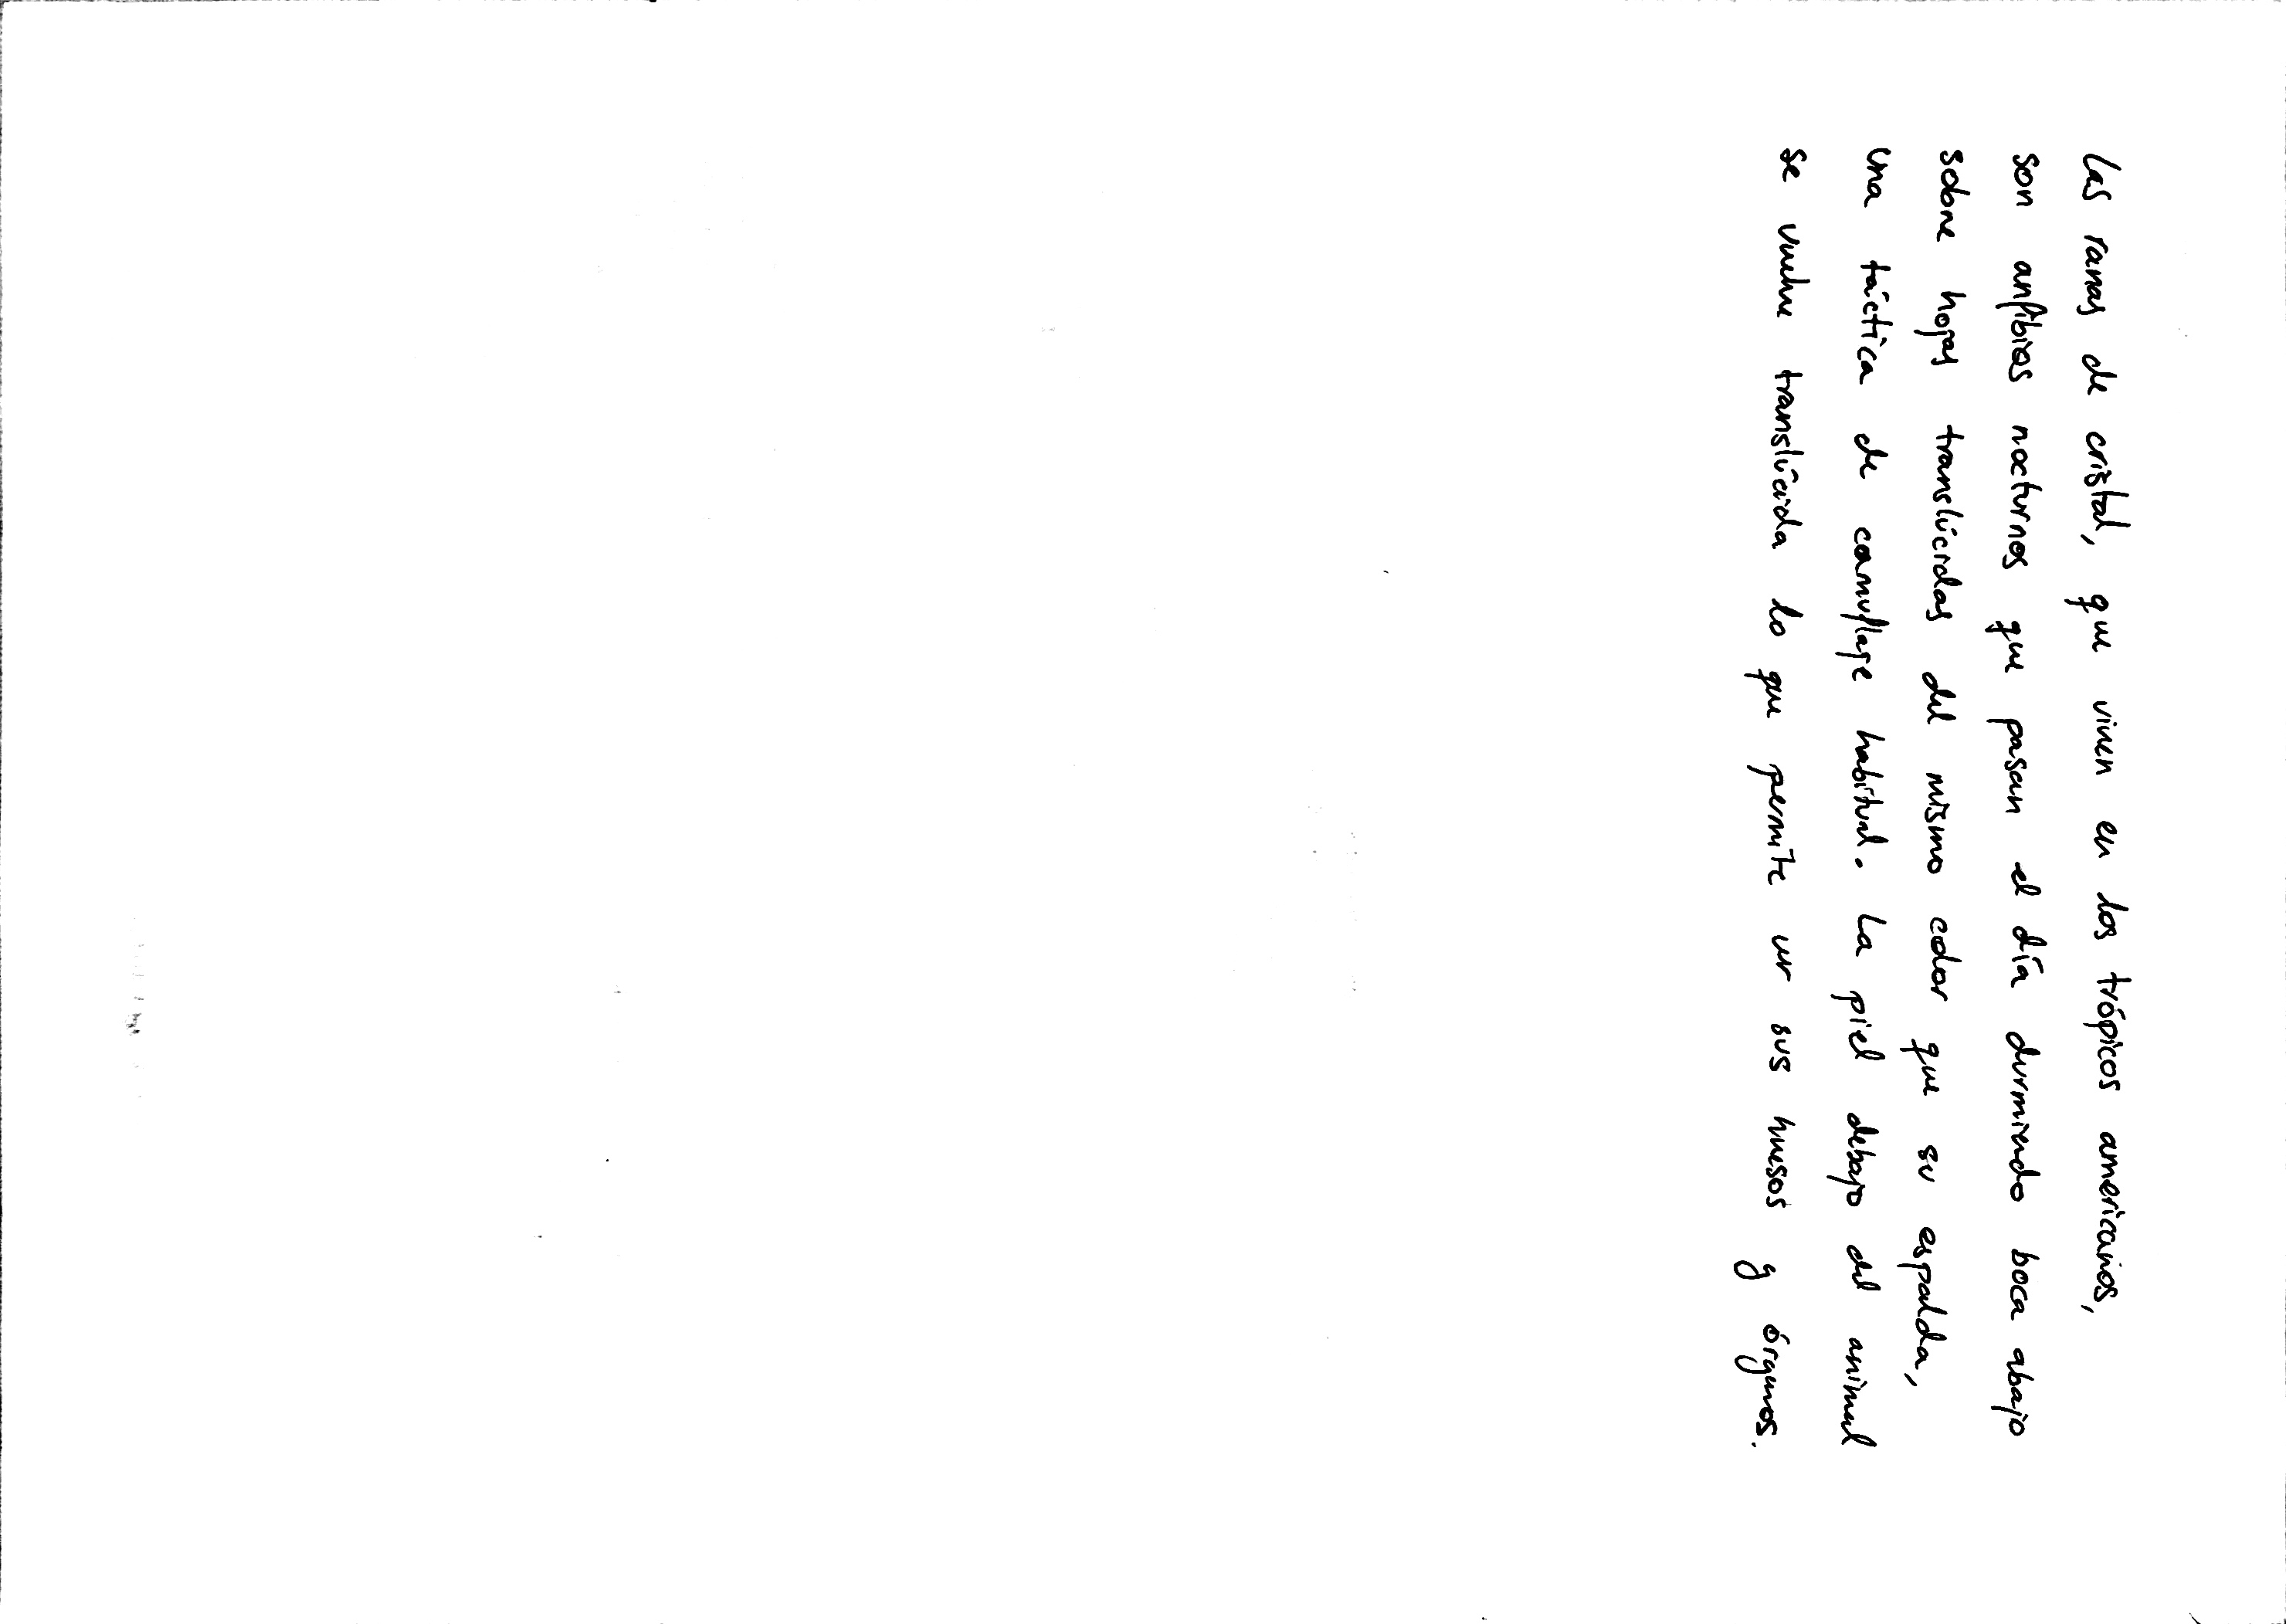 Las ranas de cristal, que viven en los trópicos americanos,
son anfibios nocturnos que pasan el día durmiendo boca abajo
sobre hojas translúcidas del mismo color que su espalda,
una táctica de camuflaje habitual. La piel debajo del animal
se vuelve translúcida lo que permite ver sus huesos y órganos.